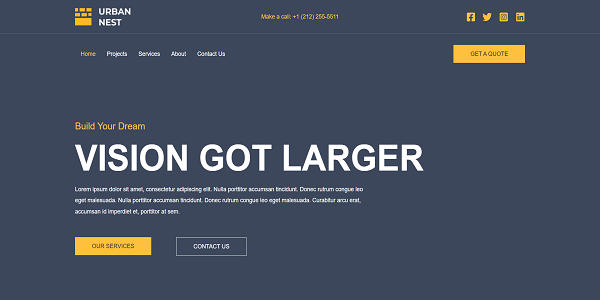 URBAN
NEST
Make a call: +1 (212) 255-5511
Home Projects Services About Contact Us
GET A QUOTE
Build Your Dream
VISION GOT LARGER
Lorem ipsum dolor sit amet, consectetur adipiscing elit. Nulla porttitor accumsan tincidunt. Donec rutrum congue leo
eget malesuada. Nulla porttitor accumsan tincidunt. Donec rutrum congue leo eget malesuada. Curabitur arcu erat,
accumsan id imperdiet et, porttitor at sem.
OUR SERVICES CONTACT US